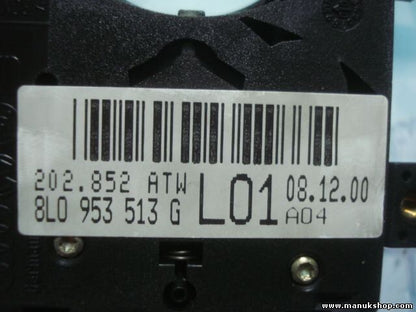 202.852 ATW L01 08.12.00
8L0 953 513 G A04
www.manukshop.com